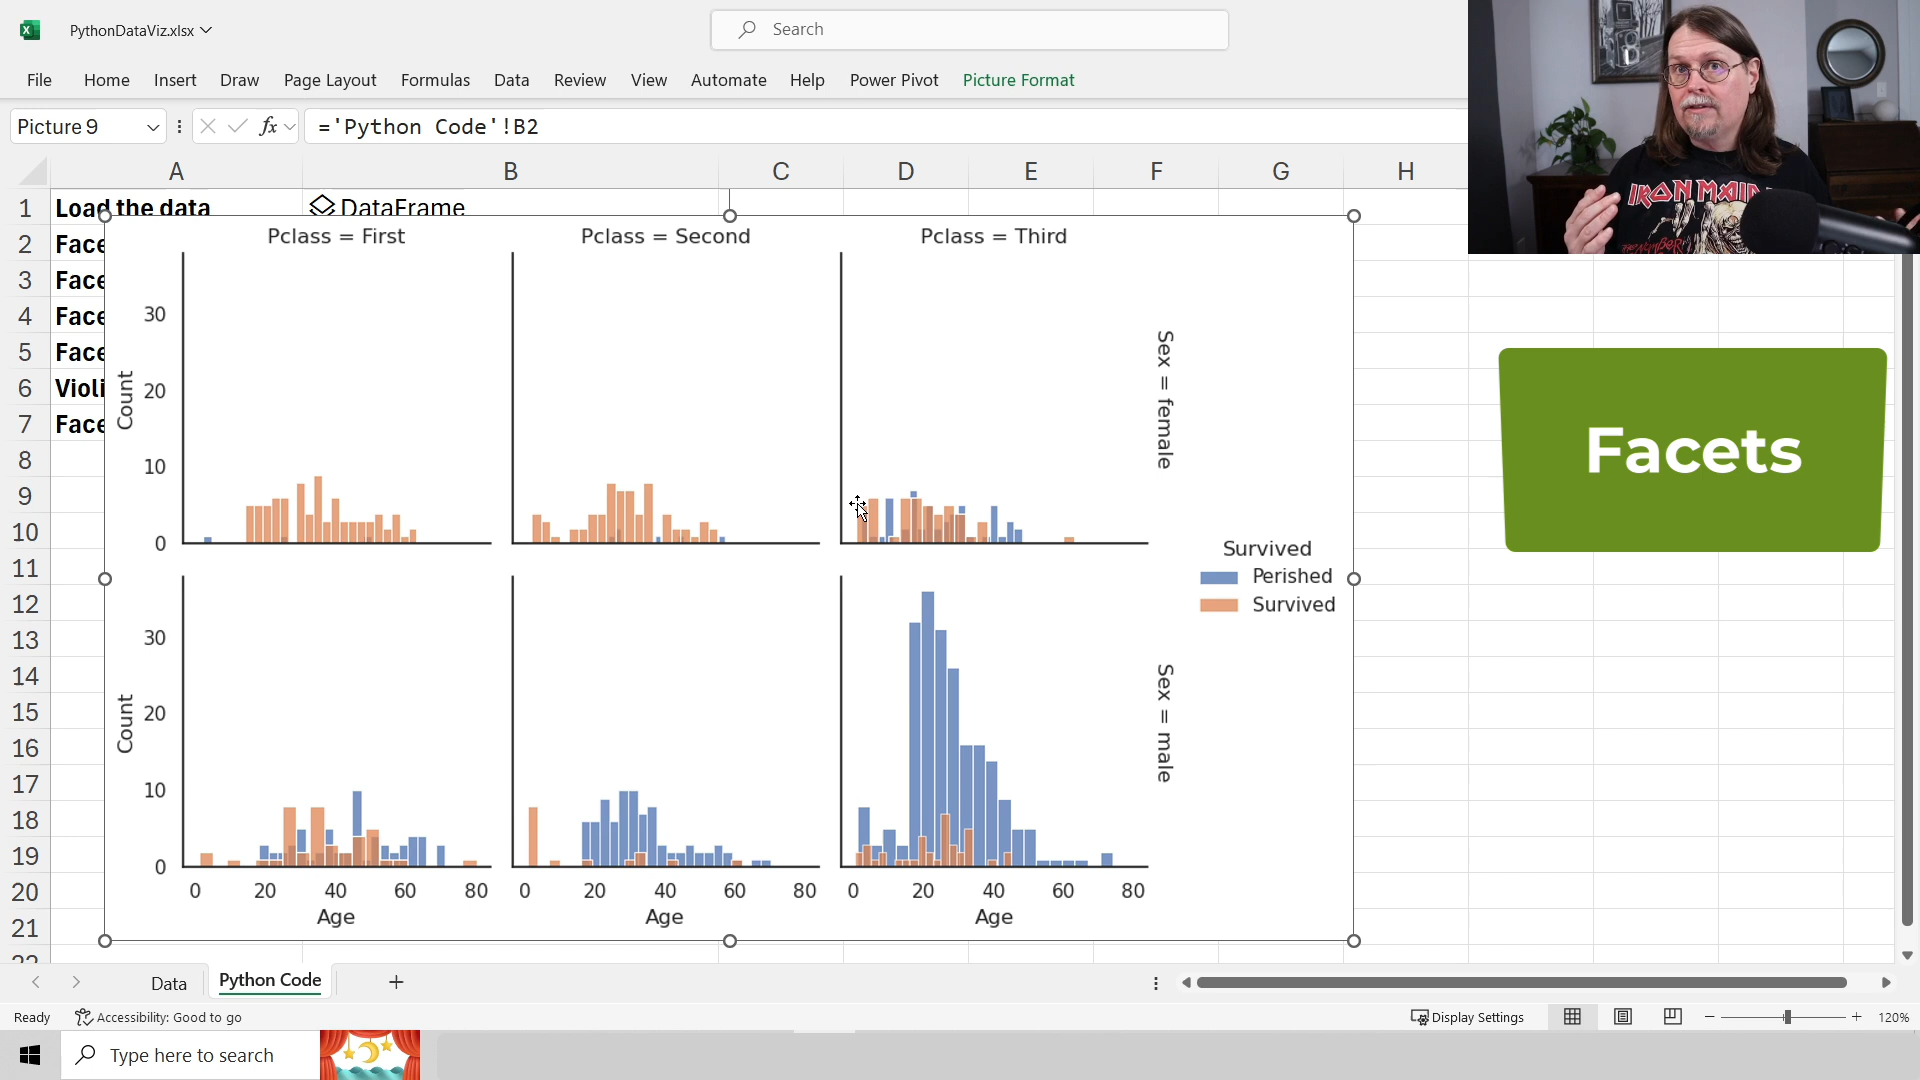 PythonDataViz.xlsx
Search
File Home Insert Draw Page Layout Formulas Data Review View Automate Help Power Pivot Picture Format
Picture 9
fx
='Python Code'!B2
A B C D E F G H
1 Load the data DataFrame
2 Face
3 Face
4 Face
5 Face
6 Violi
7 Face
8
9
10
11
12
13
14
15
16
17
18
19
20
21
22
Pclass = First Pclass = Second Pclass = Third
30
20
10
0
Count
Sex = female
30
20
10
0
Count
Sex = male
0 20 40 60 80
0 20 40 60 80
0 20 40 60 80
Age Age Age
Survived
Perished
Survived
IRON MAIDEN
Facets
Data Python Code
Ready Accessibility: Good to go Display Settings 120%
Type here to search